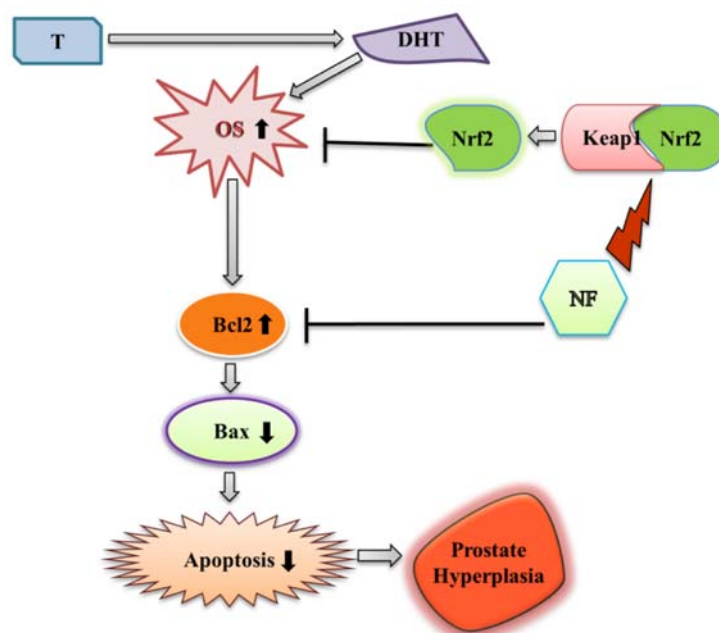 T
DHT
OS
Nrf2
Keap1
Nrf2
NF
Bcl2
Bax
Apoptosis
Prostate
Hyperplasia